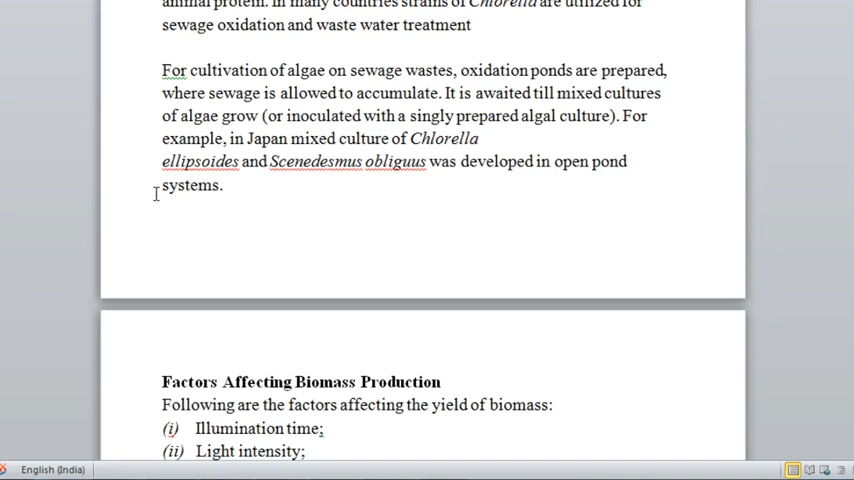 animal protein. In many countries strains of Chlorella are utilized for
sewage oxidation and waste water treatment
For cultivation of algae on sewage wastes, oxidation ponds are prepared,
where sewage is allowed to accumulate. It is awaited till mixed cultures
of algae grow (or inoculated with a singly prepared algal culture). For
example, in Japan mixed culture of Chlorella
ellipsoides and Scenedesmus obliguus was developed in open pond
systems.
Factors Affecting Biomass Production
Following are the factors affecting the yield of biomass:
(i) Illumination time;
(ii) Light intensity;
English (India)